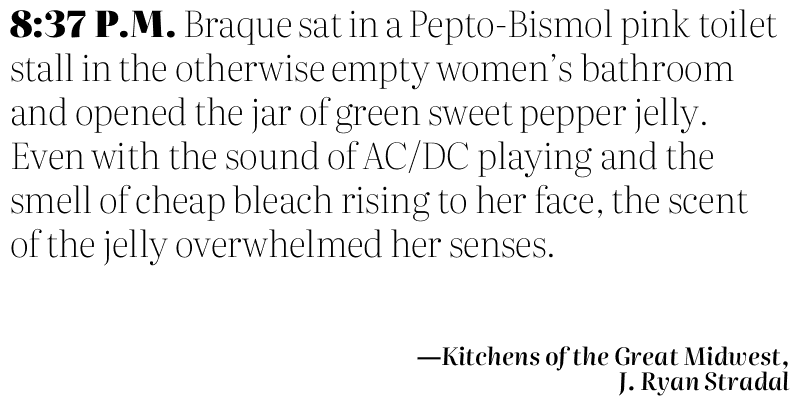 8:37 P.M. Braque sat in a Pepto-Bismol pink toilet
stall in the otherwise empty women’s bathroom
and opened the jar of green sweet pepper jelly.
Even with the sound of AC/DC playing and the
smell of cheap bleach rising to her face, the scent
of the jelly overwhelmed her senses.
—Kitchens of the Great Midwest,
J. Ryan Stradal